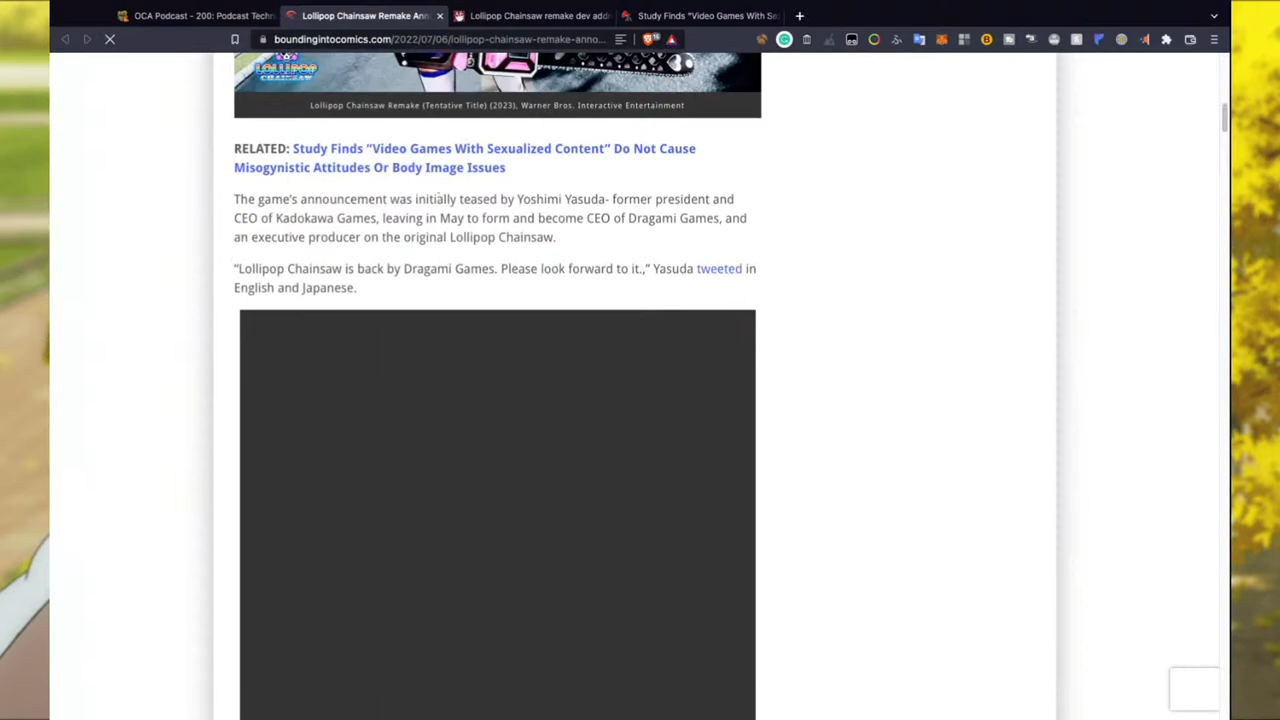 OCA Podcast - 200: Podcast Techn
Lollipop Chainsaw Remake Ann
Lollipop Chainsaw remake dev addr
Study Finds "Video Games With Se
boundingintocomics.com/2022/07/06/lollipop-chainsaw-remake-anno...
LOLLIPOP
CHAINSAW
Lollipop Chainsaw Remake (Tentative Title) (2023), Warner Bros. Interactive Entertainment
RELATED: Study Finds “Video Games With Sexualized Content” Do Not Cause
Misogynistic Attitudes Or Body Image Issues
The game’s announcement was initially teased by Yoshimi Yasuda- former president and
CEO of Kadokawa Games, leaving in May to form and become CEO of Dragami Games, and
an executive producer on the original Lollipop Chainsaw.
“Lollipop Chainsaw is back by Dragami Games. Please look forward to it.,” Yasuda tweeted in
English and Japanese.